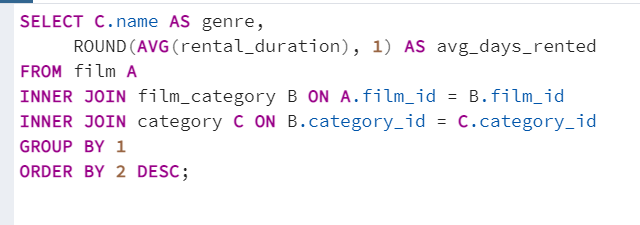 SELECT C.name AS genre,
ROUND(AVG(rental_duration), 1) AS avg_days_rented
FROM film A
INNER JOIN film_category B ON A.film_id = B.film_id
INNER JOIN category C ON B.category_id = C.category_id
GROUP BY 1
ORDER BY 2 DESC;